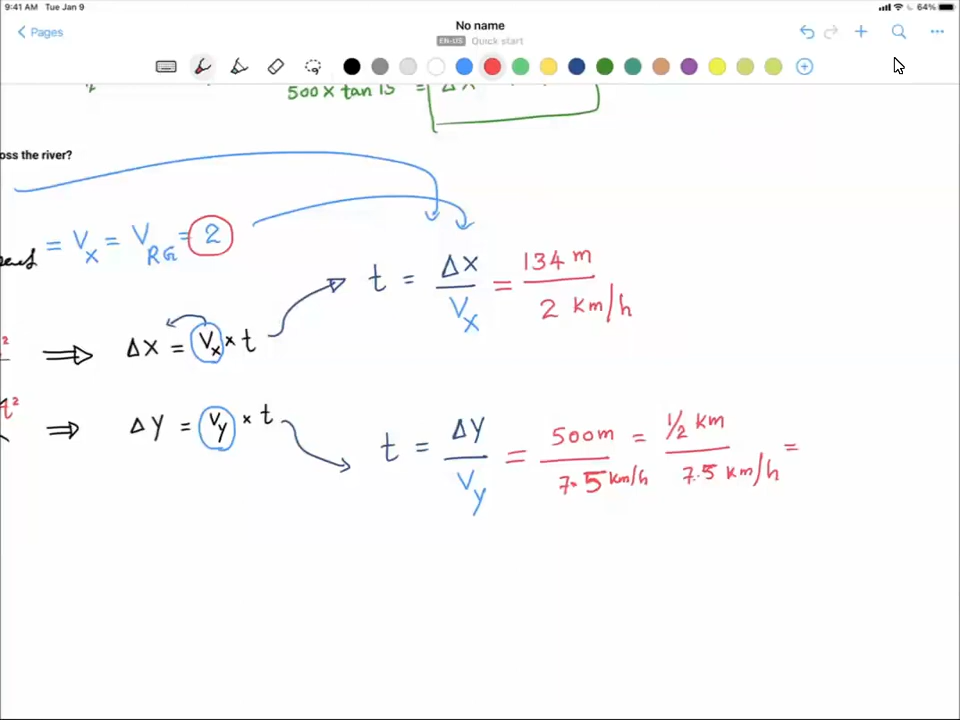 9:41 AM Tue Jan 9
64%
Pages
No name
EN-US Quick start
500 x tan 15 = Δx
oss the river?
= Vx = VRG = 2
t = Δx / Vx = 134 m / 2 km/h
Δx = Vx × t
Δy = Vy × t
t = Δy / Vy = 500m / 7.5 km/h = 1/2 km / 7.5 km/h =